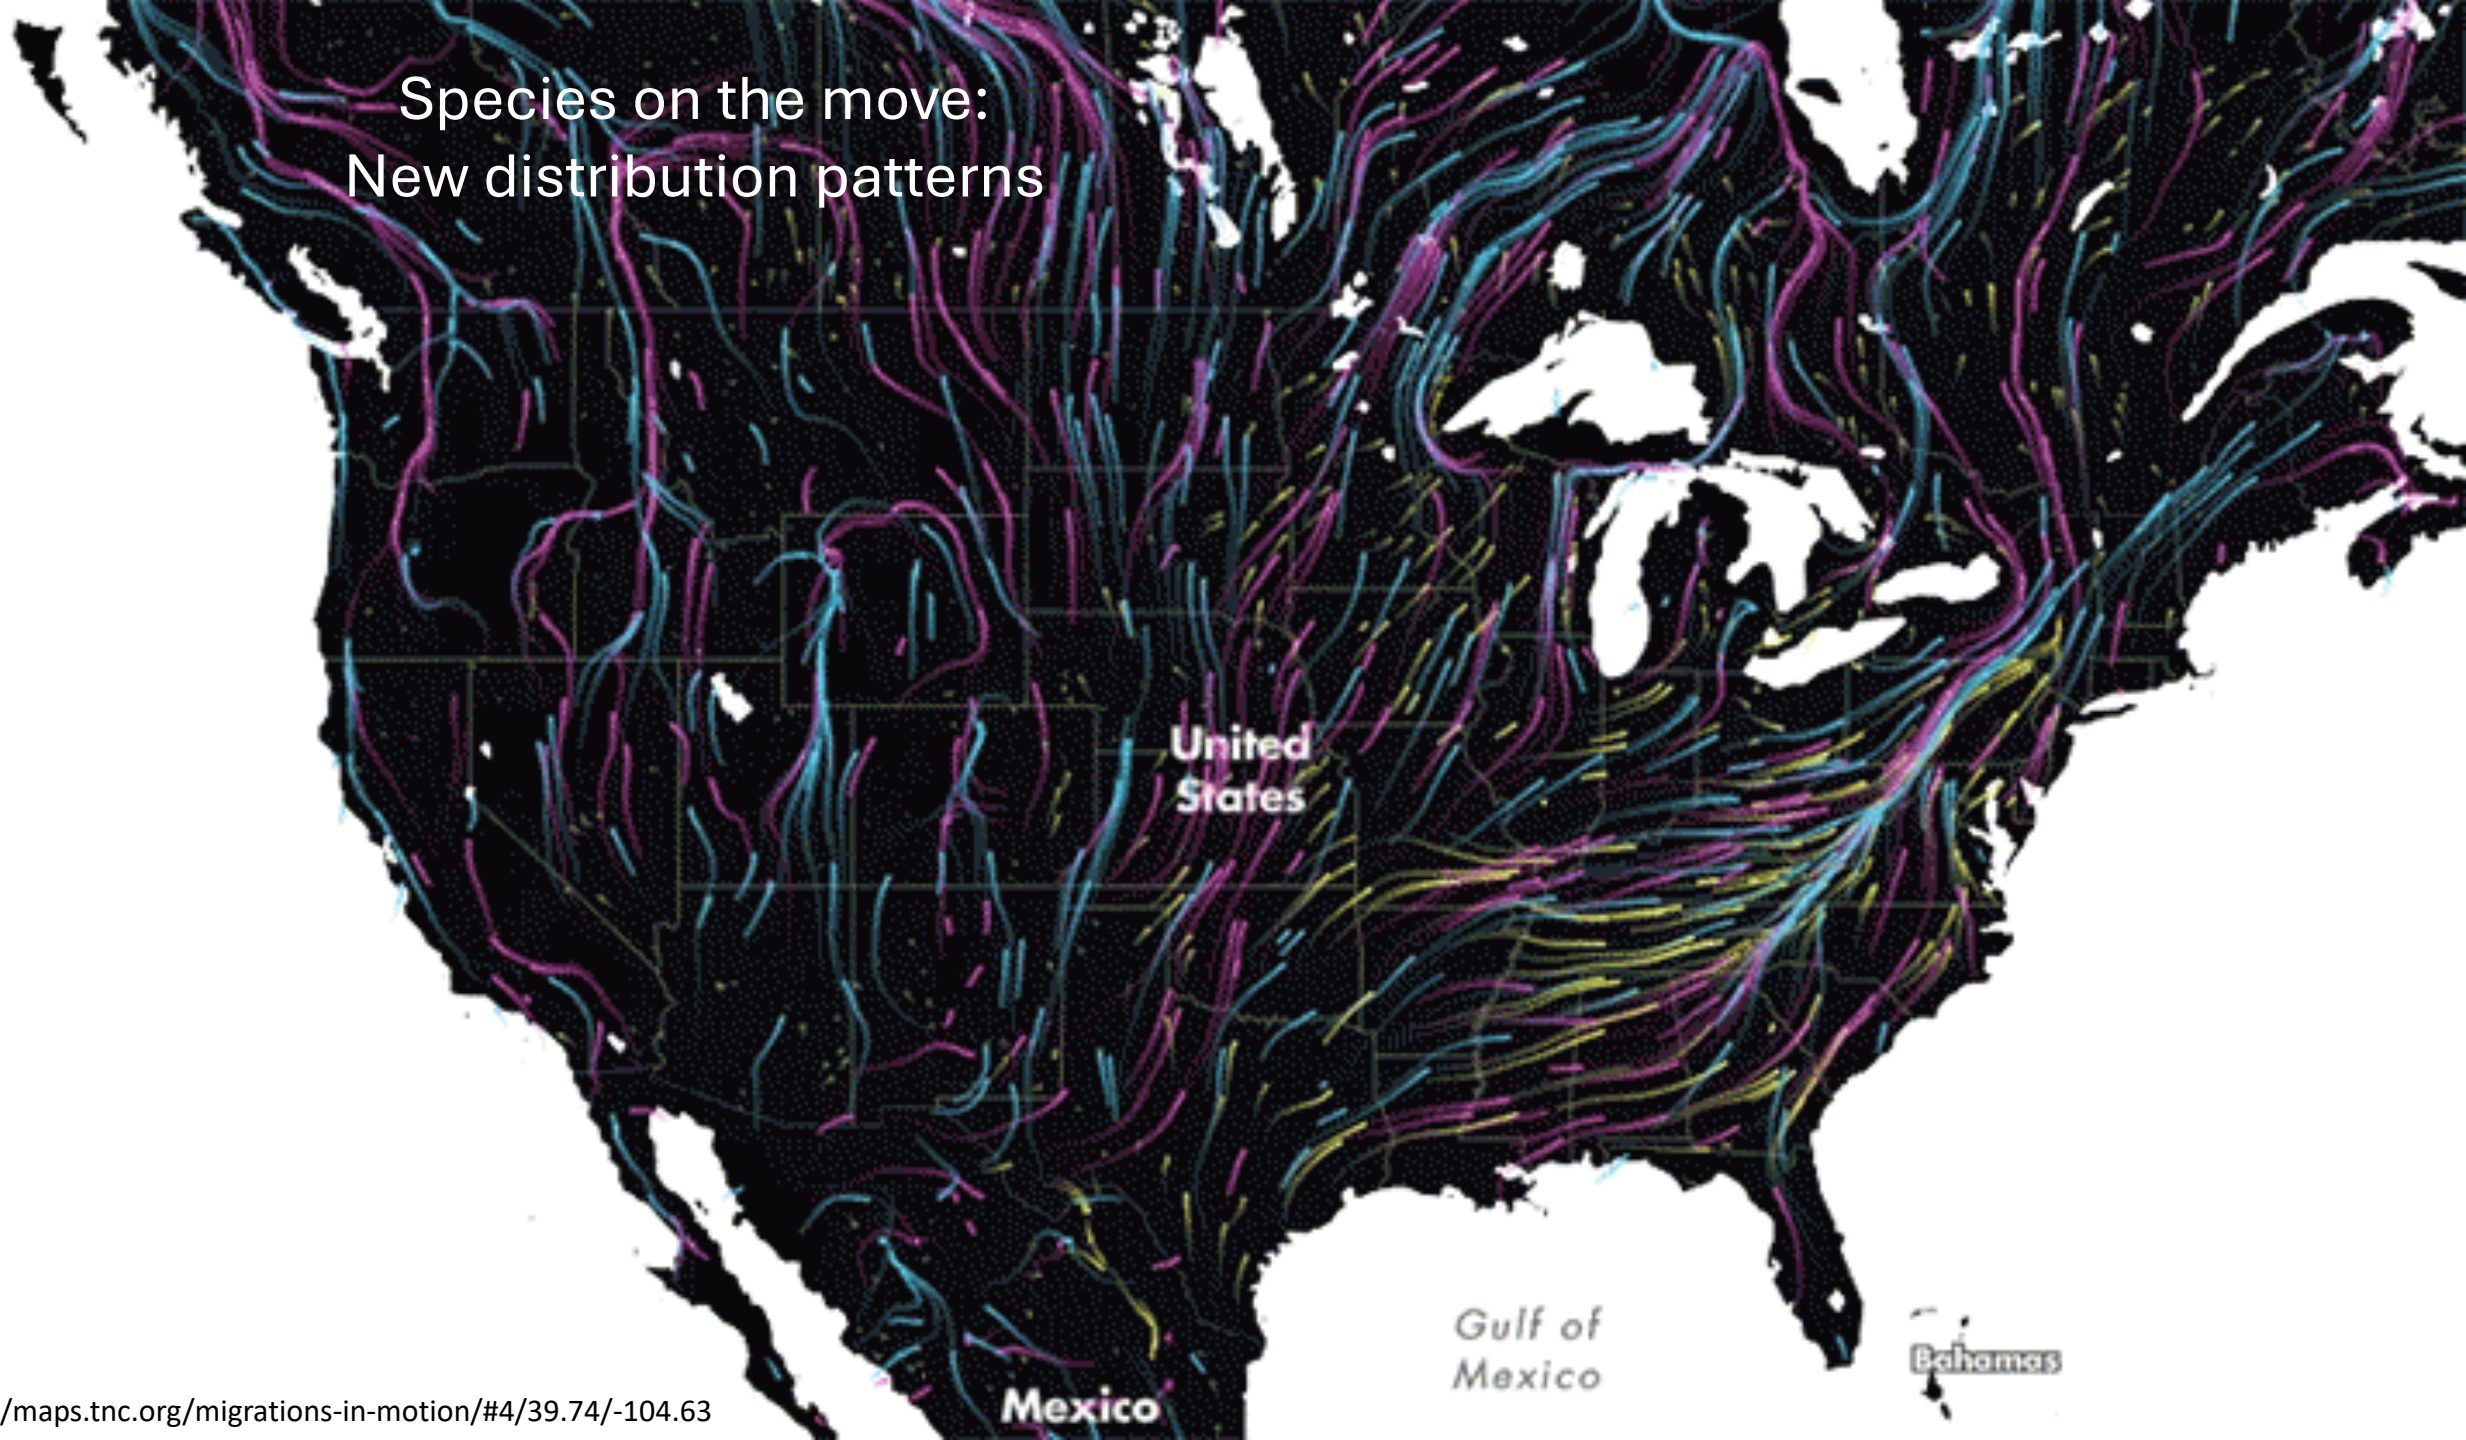 Species on the move:
New distribution patterns
United
States
Gulf of
Mexico
Bahamas
Mexico
/maps.tnc.org/migrations-in-motion/#4/39.74/-104.63